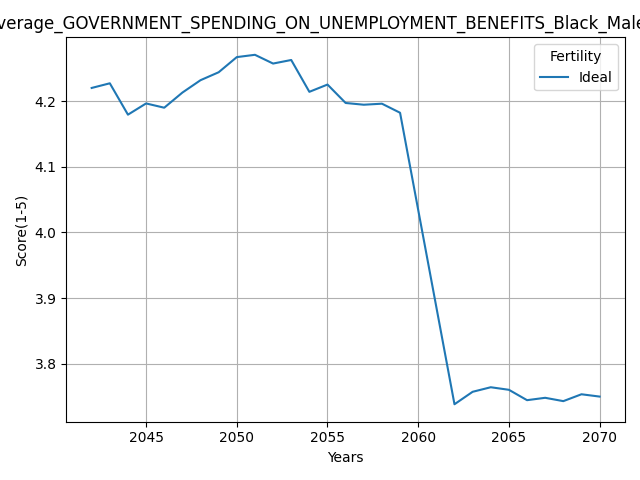 verage_GOVERNMENT_SPENDING_ON_UNEMPLOYMENT_BENEFITS_Black_Male
Fertility
Ideal
4.2
4.1
4.0
3.9
3.8
Score(1-5)
2045 2050 2055 2060 2065 2070
Years